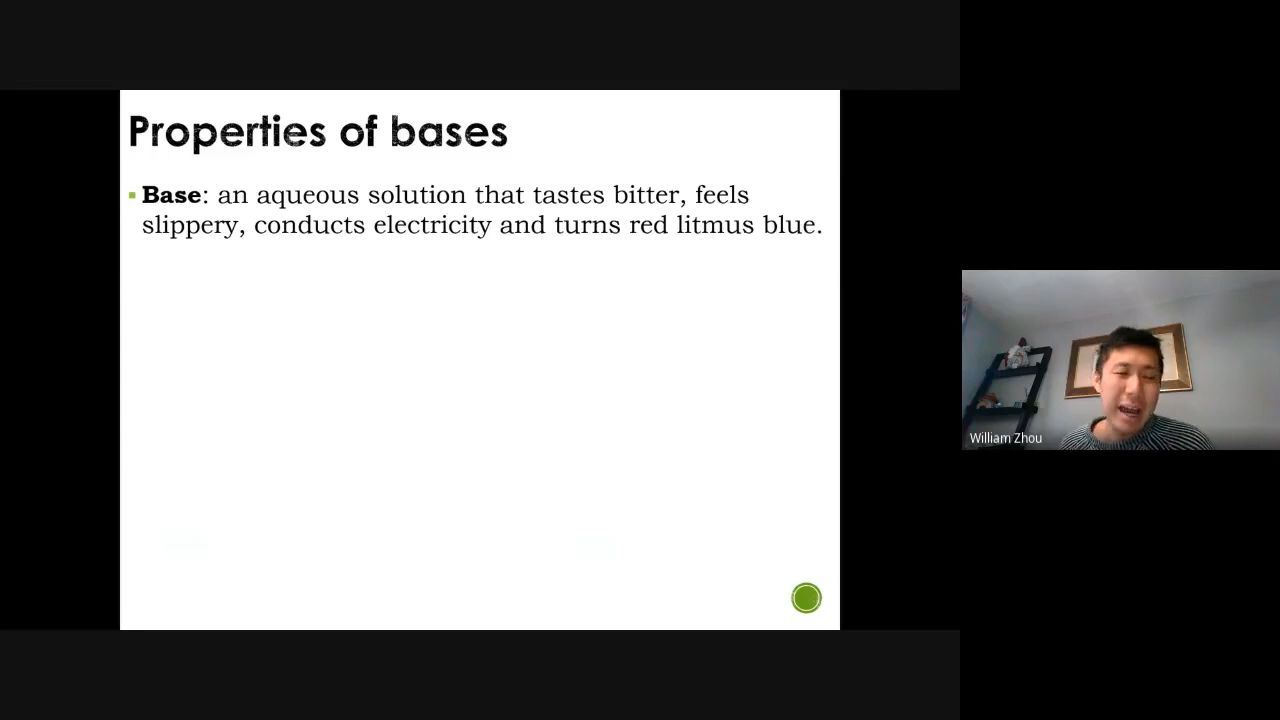 Properties of bases
▪ Base: an aqueous solution that tastes bitter, feels
slippery, conducts electricity and turns red litmus blue.
William Zhou